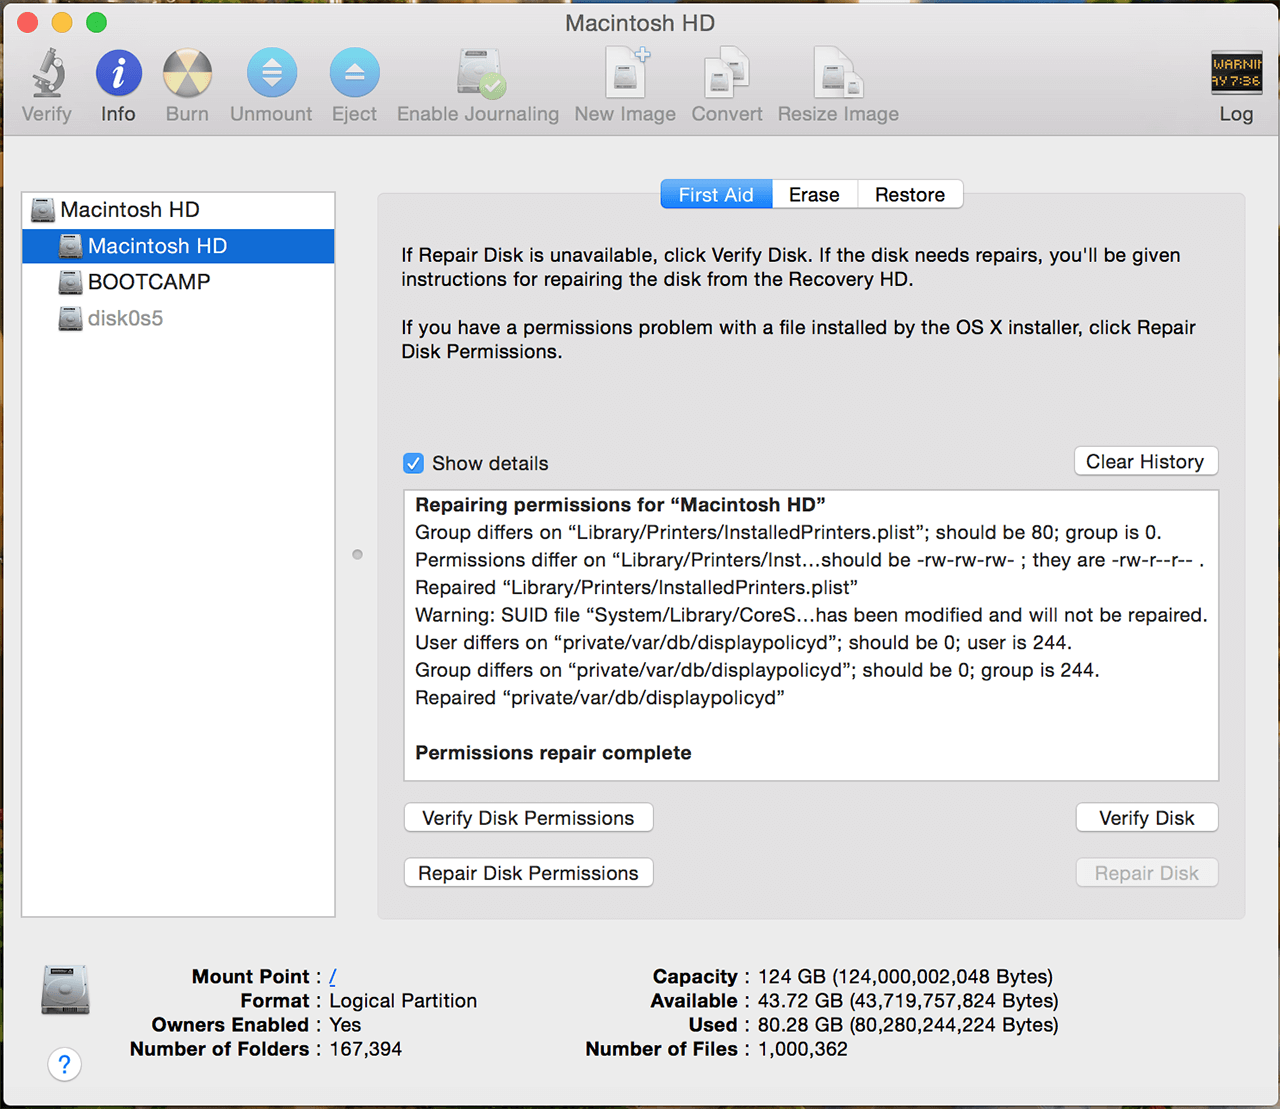 Macintosh HD
Verify
Info
Burn
Unmount
Eject
Enable Journaling
New Image
Convert
Resize Image
WARNIN
AY 7:36
Log
Macintosh HD
Macintosh HD
BOOTCAMP
disk0s5
First Aid
Erase
Restore
If Repair Disk is unavailable, click Verify Disk. If the disk needs repairs, you'll be given
instructions for repairing the disk from the Recovery HD.
If you have a permissions problem with a file installed by the OS X installer, click Repair
Disk Permissions.
Show details
Clear History
Repairing permissions for “Macintosh HD”
Group differs on “Library/Printers/InstalledPrinters.plist”; should be 80; group is 0.
Permissions differ on “Library/Printers/Inst…should be -rw-rw-rw- ; they are -rw-r--r-- .
Repaired “Library/Printers/InstalledPrinters.plist”
Warning: SUID file “System/Library/CoreS…has been modified and will not be repaired.
User differs on “private/var/db/displaypolicyd”; should be 0; user is 244.
Group differs on “private/var/db/displaypolicyd”; should be 0; group is 244.
Repaired “private/var/db/displaypolicyd”
Permissions repair complete
Verify Disk Permissions
Verify Disk
Repair Disk Permissions
Repair Disk
Mount Point : /
Format : Logical Partition
Owners Enabled : Yes
Number of Folders : 167,394
Capacity : 124 GB (124,000,002,048 Bytes)
Available : 43.72 GB (43,719,757,824 Bytes)
Used : 80.28 GB (80,280,244,224 Bytes)
Number of Files : 1,000,362
?